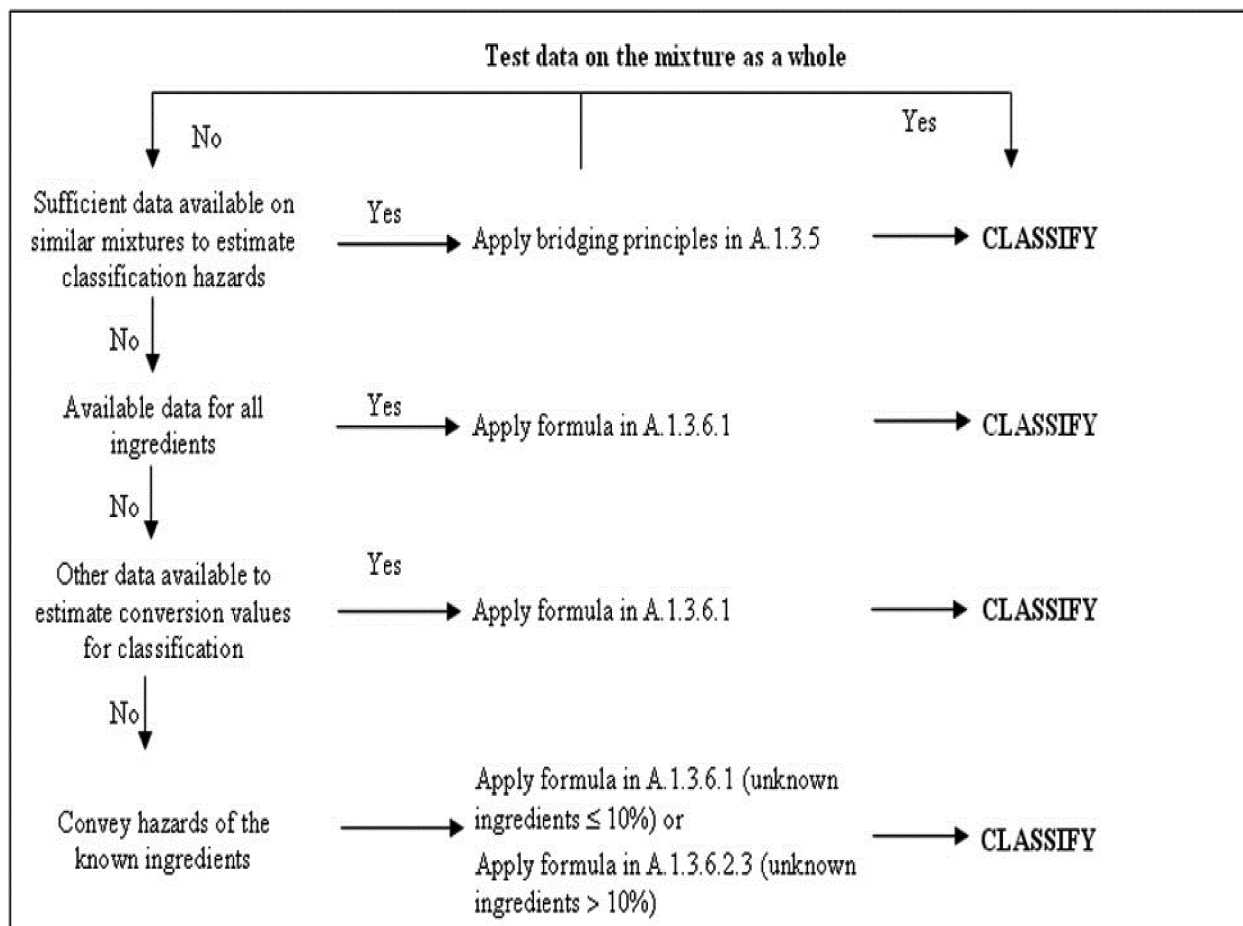 Test data on the mixture as a whole
No
Yes
Sufficient data available on
similar mixtures to estimate
classification hazards
Yes
Apply bridging principles in A.1.3.5
CLASSIFY
No
Available data for all
ingredients
Yes
Apply formula in A.1.3.6.1
CLASSIFY
No
Other data available to
estimate conversion values
for classification
Yes
Apply formula in A.1.3.6.1
CLASSIFY
No
Convey hazards of the
known ingredients
Apply formula in A.1.3.6.1 (unknown
ingredients ≤ 10%) or
Apply formula in A.1.3.6.2.3 (unknown
ingredients > 10%)
CLASSIFY